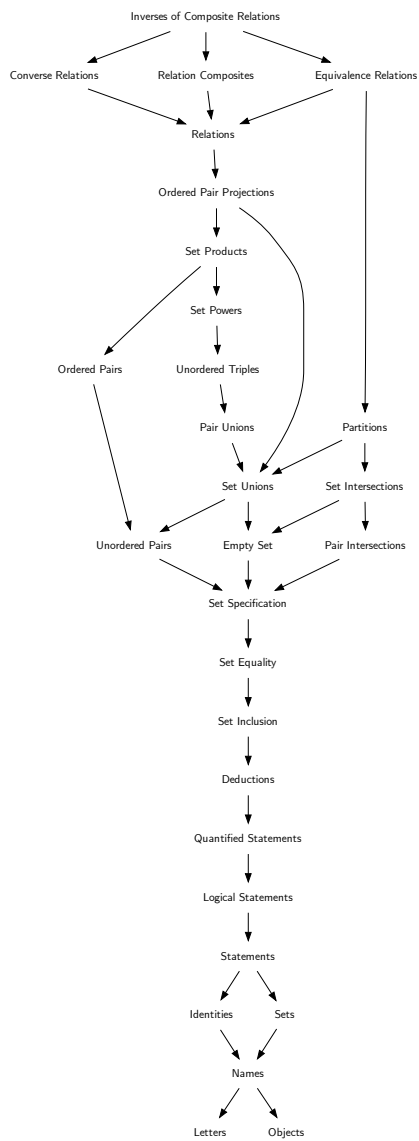 Inverses of Composite Relations
Converse Relations
Relation Composites
Equivalence Relations
Relations
Ordered Pair Projections
Set Products
Set Powers
Ordered Pairs
Unordered Triples
Pair Unions
Partitions
Set Unions
Set Intersections
Unordered Pairs
Empty Set
Pair Intersections
Set Specification
Set Equality
Set Inclusion
Deductions
Quantified Statements
Logical Statements
Statements
Identities
Sets
Names
Letters
Objects